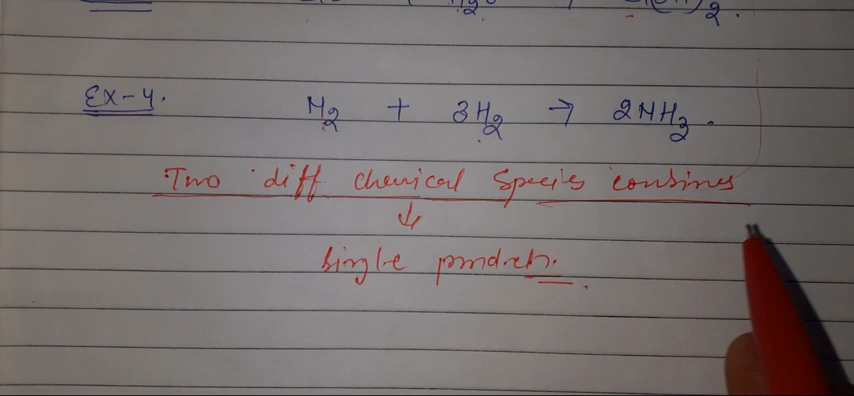 Ex-4. N2 + 3H2 → 2NH3.
Two diff chemical species combines
↓
single product.